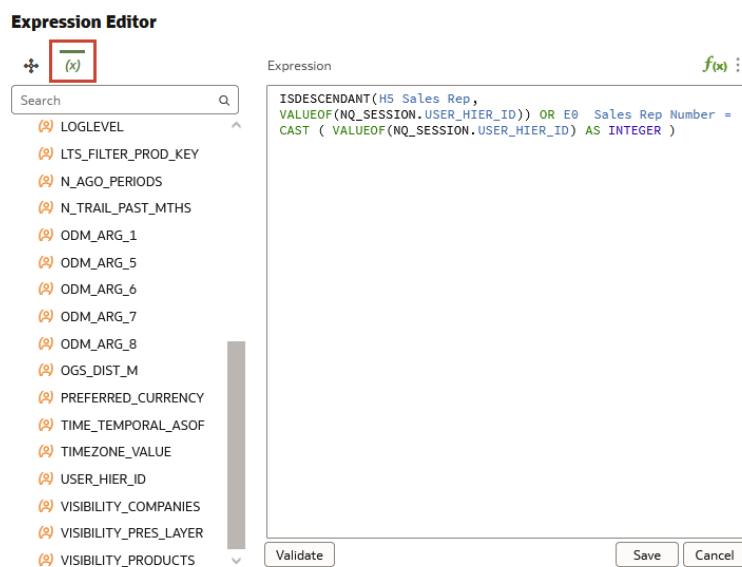 Expression Editor
(x)
Expression
f(x)
Search
LOGLEVEL
LTS_FILTER_PROD_KEY
N_AGO_PERIODS
N_TRAIL_PAST_MTHS
ODM_ARG_1
ODM_ARG_5
ODM_ARG_6
ODM_ARG_7
ODM_ARG_8
OGS_DIST_M
PREFERRED_CURRENCY
TIME_TEMPORAL_ASOF
TIMEZONE_VALUE
USER_HIER_ID
VISIBILITY_COMPANIES
VISIBILITY_PRES_LAYER
VISIBILITY_PRODUCTS
ISDESCENDANT(H5 Sales Rep,
VALUEOF(NQ_SESSION.USER_HIER_ID)) OR E0  Sales Rep Number =
CAST ( VALUEOF(NQ_SESSION.USER_HIER_ID) AS INTEGER )
Validate
Save
Cancel